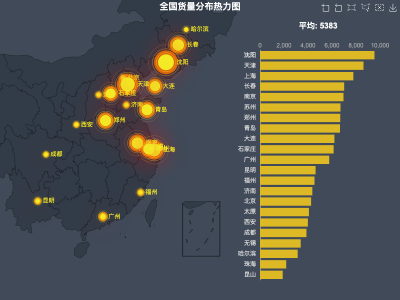 全国货量分布热力图
平均: 5383
哈尔滨
长春
沈阳
天津
大连
石家庄
济南
青岛
郑州
西安
成都
上海
福州
昆明
广州
0 2,000 4,000 6,000 8,000 10,000
沈阳
天津
上海
长春
南京
苏州
郑州
青岛
大连
石家庄
广州
昆明
福州
济南
北京
太原
西安
成都
无锡
哈尔滨
珠海
昆山